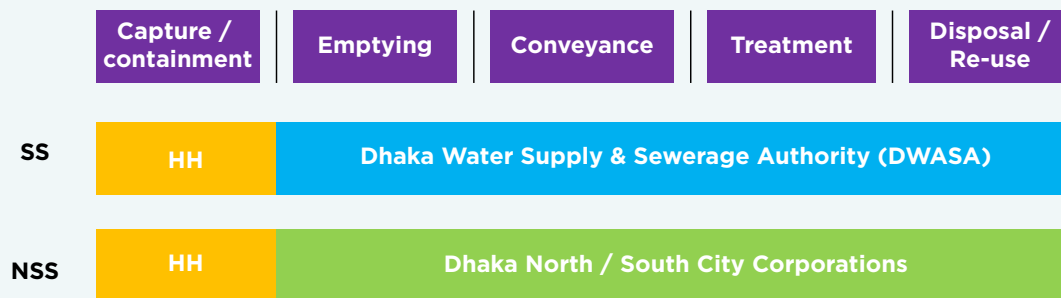 Capture /
containment
Emptying
Conveyance
Treatment
Disposal /
Re-use
SS
HH
Dhaka Water Supply & Sewerage Authority (DWASA)
NSS
HH
Dhaka North / South City Corporations